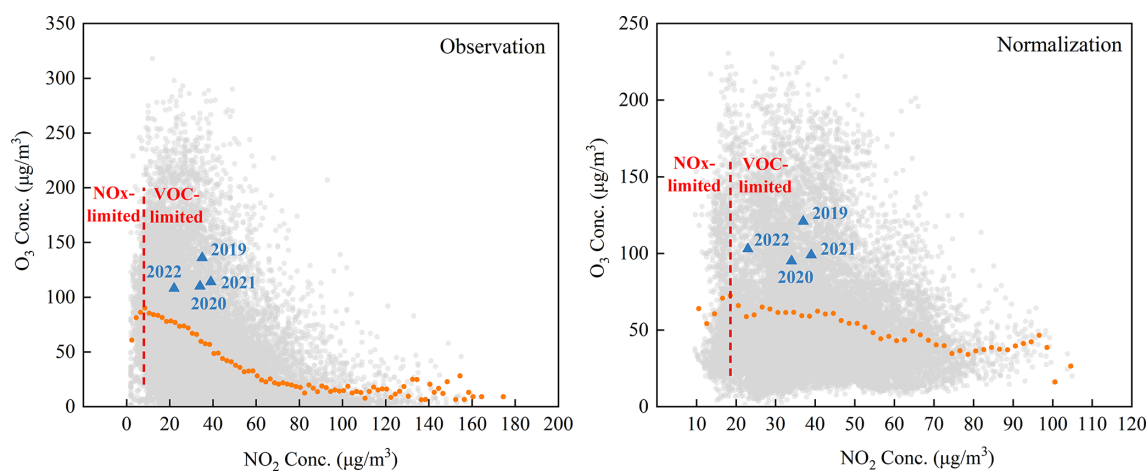 Observation
350
300
250
200
150
100
50
0
O₃ Conc. (μg/m³)
NOx-
limited
VOC-
limited
2019
2022
2021
2020
0 20 40 60 80 100 120 140 160 180 200
NO₂ Conc. (μg/m³)
Normalization
250
200
150
100
50
0
O₃ Conc. (μg/m³)
NOx-
limited
VOC-
limited
2019
2022
2021
2020
10 20 30 40 50 60 70 80 90 100 110 120
NO₂ Conc. (μg/m³)